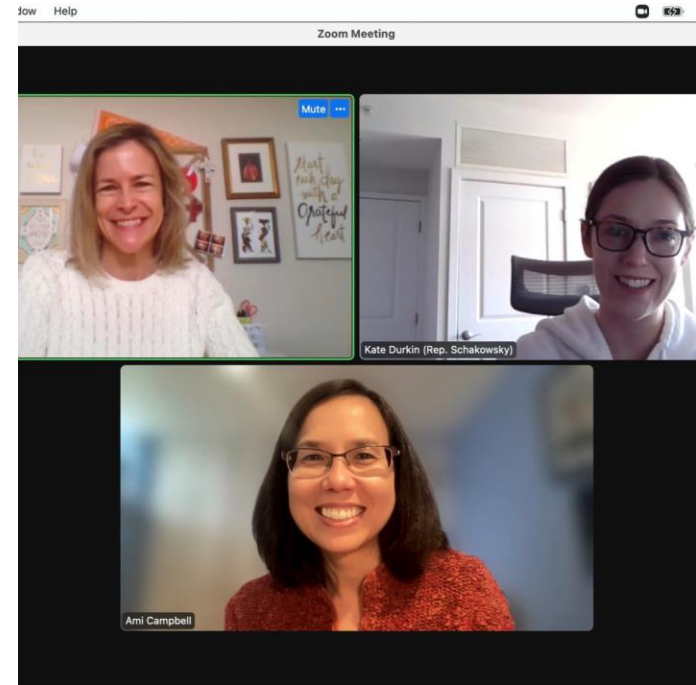 dow Help
Zoom Meeting
Mute ...
Start
each day
with a
Grateful
heart
Kate Durkin (Rep. Schakowsky)
Ami Campbell